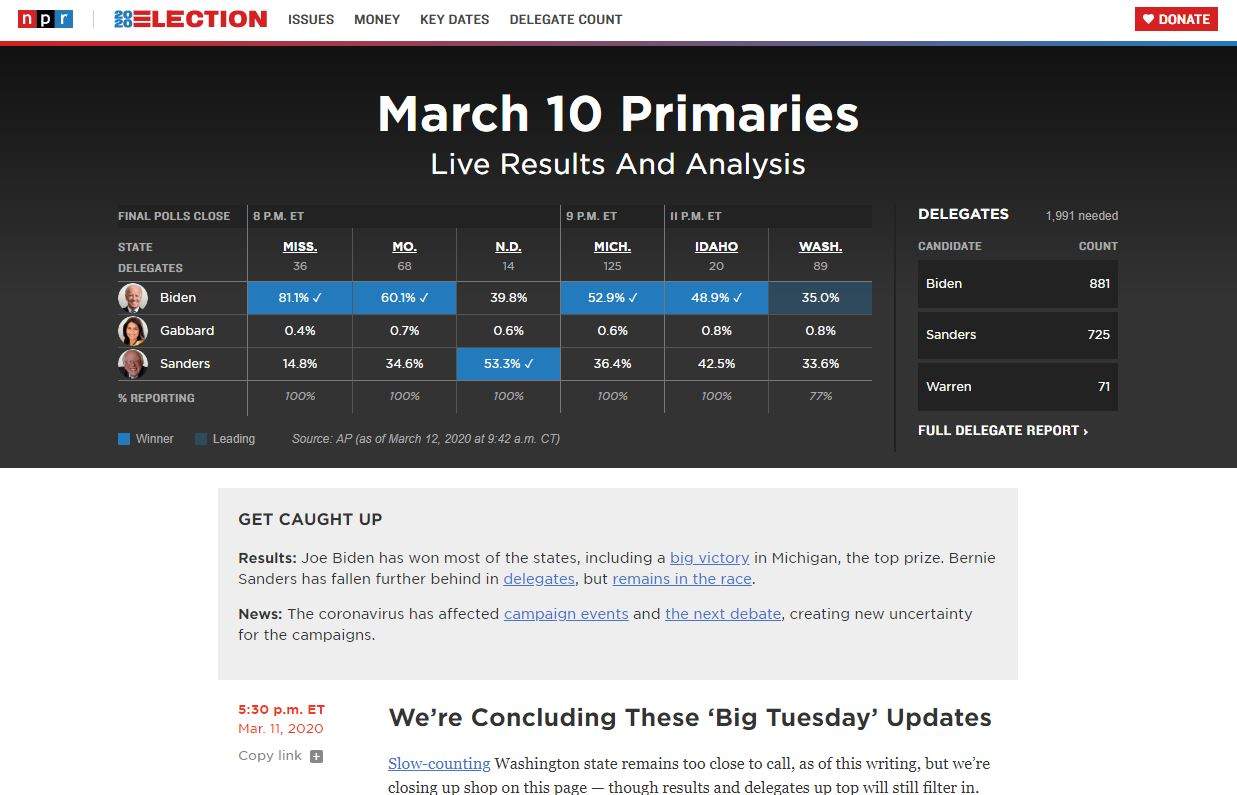 npr 2020 ELECTION ISSUES MONEY KEY DATES DELEGATE COUNT DONATE
March 10 Primaries
Live Results And Analysis
FINAL POLLS CLOSE 8 P.M. ET 9 P.M. ET 11 P.M. ET
STATE MISS. MO. N.D. MICH. IDAHO WASH.
DELEGATES 36 68 14 125 20 89
Biden 81.1% ✓ 60.1% ✓ 39.8% 52.9% ✓ 48.9% ✓ 35.0%
Gabbard 0.4% 0.7% 0.6% 0.6% 0.8% 0.8%
Sanders 14.8% 34.6% 53.3% ✓ 36.4% 42.5% 33.6%
% REPORTING 100% 100% 100% 100% 100% 77%
Winner Leading Source: AP (as of March 12, 2020 at 9:42 a.m. CT)
DELEGATES 1,991 needed
CANDIDATE COUNT
Biden 881
Sanders 725
Warren 71
FULL DELEGATE REPORT ›
GET CAUGHT UP
Results: Joe Biden has won most of the states, including a big victory in Michigan, the top prize. Bernie
Sanders has fallen further behind in delegates, but remains in the race.
News: The coronavirus has affected campaign events and the next debate, creating new uncertainty
for the campaigns.
5:30 p.m. ET
Mar. 11, 2020
Copy link +
We’re Concluding These ‘Big Tuesday’ Updates
Slow-counting Washington state remains too close to call, as of this writing, but we’re
closing up shop on this page — though results and delegates up top will still filter in.